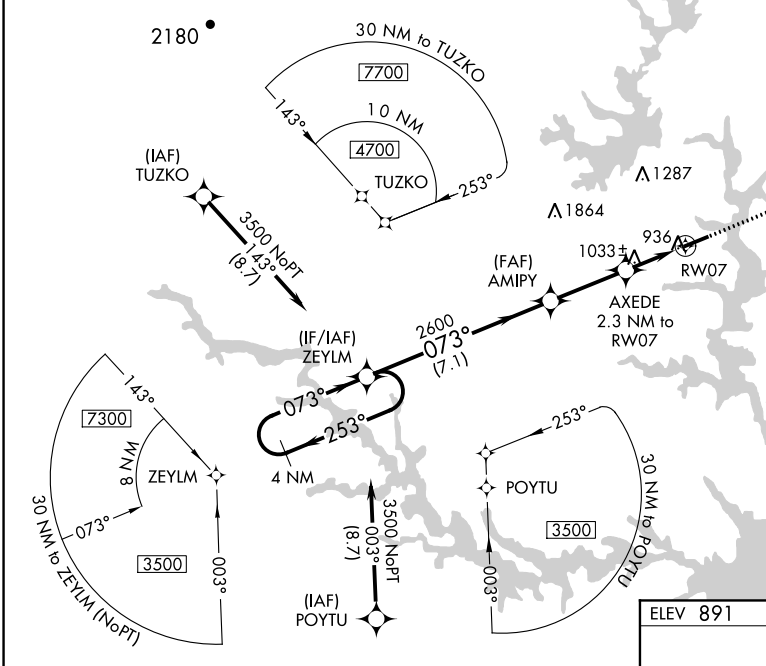 2180
30 NM to TUZKO
7700
143°
10 NM
4700
TUZKO
253°
(IAF)
TUZKO
3500 NoPT
143°
(8.7)
1287
1864
1033±
936
RW07
(FAF)
AMIPY
AXEDE
2.3 NM to
RW07
(IF/IAF)
ZEYLM
2600
073°
(7.1)
073°
253°
4 NM
143°
7300
8 NM
ZEYLM
073°
30 NM to ZEYLM (NoPT)
3500
003°
3500 NoPT
003°
(8.7)
(IAF)
POYTU
253°
POYTU
30 NM to POYTU
3500
003°
ELEV 891